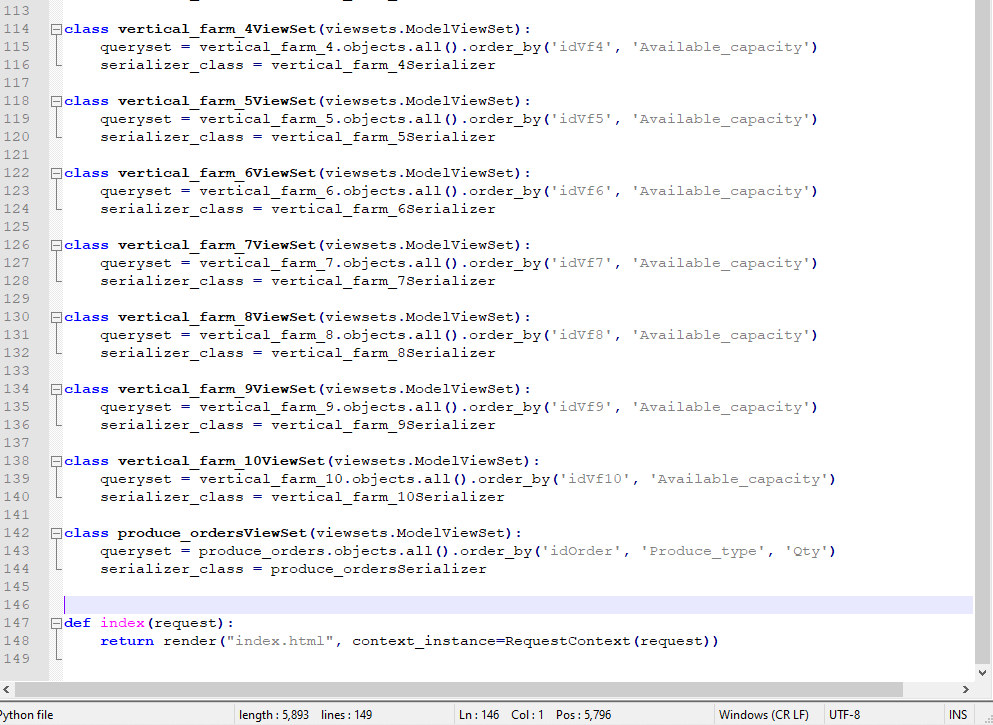 113
114 class vertical_farm_4ViewSet(viewsets.ModelViewSet):
115 queryset = vertical_farm_4.objects.all().order_by('idVf4', 'Available_capacity')
116 serializer_class = vertical_farm_4Serializer
117
118 class vertical_farm_5ViewSet(viewsets.ModelViewSet):
119 queryset = vertical_farm_5.objects.all().order_by('idVf5', 'Available_capacity')
120 serializer_class = vertical_farm_5Serializer
121
122 class vertical_farm_6ViewSet(viewsets.ModelViewSet):
123 queryset = vertical_farm_6.objects.all().order_by('idVf6', 'Available_capacity')
124 serializer_class = vertical_farm_6Serializer
125
126 class vertical_farm_7ViewSet(viewsets.ModelViewSet):
127 queryset = vertical_farm_7.objects.all().order_by('idVf7', 'Available_capacity')
128 serializer_class = vertical_farm_7Serializer
129
130 class vertical_farm_8ViewSet(viewsets.ModelViewSet):
131 queryset = vertical_farm_8.objects.all().order_by('idVf8', 'Available_capacity')
132 serializer_class = vertical_farm_8Serializer
133
134 class vertical_farm_9ViewSet(viewsets.ModelViewSet):
135 queryset = vertical_farm_9.objects.all().order_by('idVf9', 'Available_capacity')
136 serializer_class = vertical_farm_9Serializer
137
138 class vertical_farm_10ViewSet(viewsets.ModelViewSet):
139 queryset = vertical_farm_10.objects.all().order_by('idVf10', 'Available_capacity')
140 serializer_class = vertical_farm_10Serializer
141
142 class produce_ordersViewSet(viewsets.ModelViewSet):
143 queryset = produce_orders.objects.all().order_by('idOrder', 'Produce_type', 'Qty')
144 serializer_class = produce_ordersSerializer
145
146
147 def index(request):
148 return render("index.html", context_instance=RequestContext(request))
149
Python file length : 5,893 lines : 149 Ln : 146 Col : 1 Pos : 5,796 Windows (CR LF) UTF-8 INS